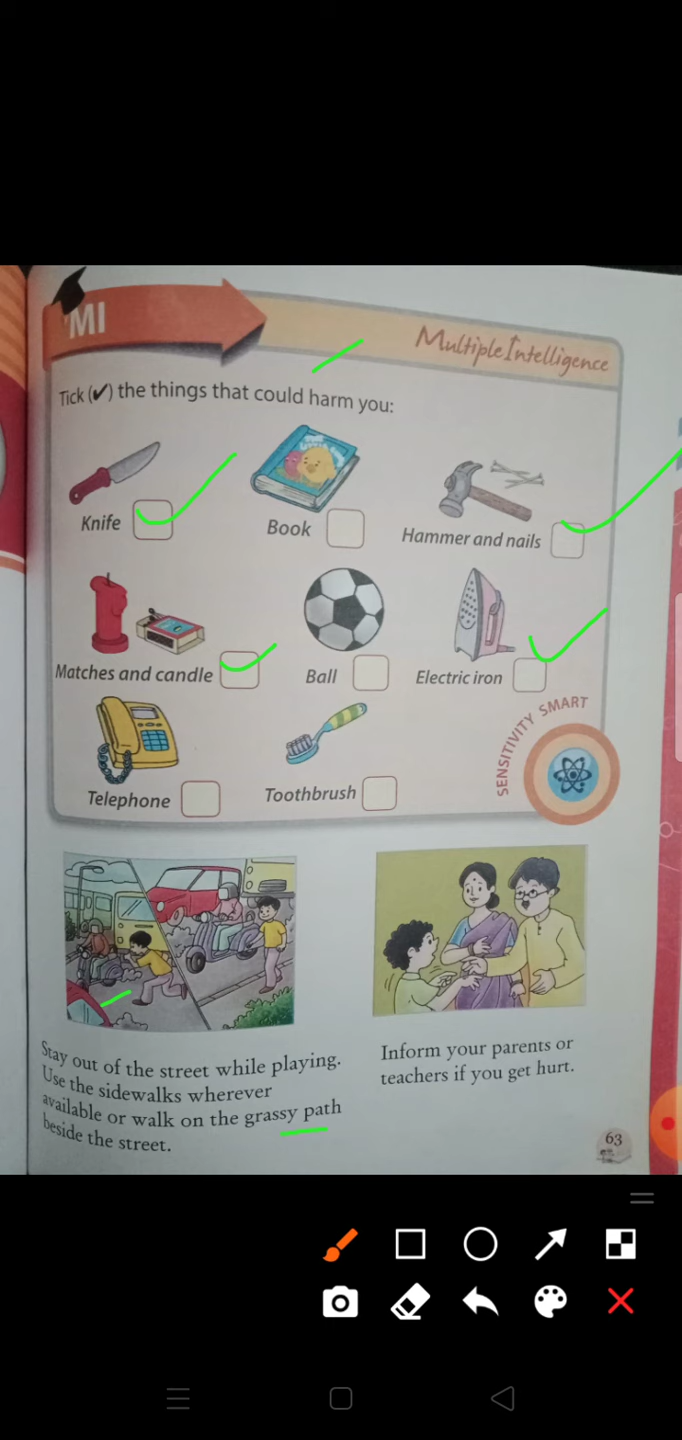 MI
Multiple Intelligence
Tick (✔) the things that could harm you:
Knife
Book
Hammer and nails
Matches and candle
Ball
Electric iron
Telephone
Toothbrush
SENSITIVITY SMART
Stay out of the street while playing.
Use the sidewalks wherever
available or walk on the grassy path
beside the street.
Inform your parents or
teachers if you get hurt.
63